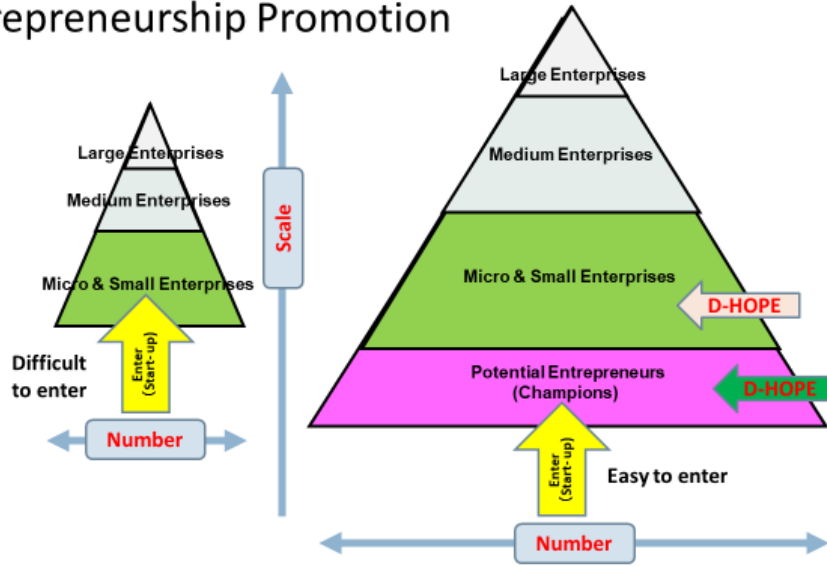 repreneurship Promotion
Large Enterprises
Medium Enterprises
Micro & Small Enterprises
Enter
(Start-up)
Difficult
to enter
Number
Scale
Large Enterprises
Medium Enterprises
Micro & Small Enterprises
D-HOPE
Potential Entrepreneurs
(Champions)
D-HOPE
Enter
(Start-up)
Easy to enter
Number